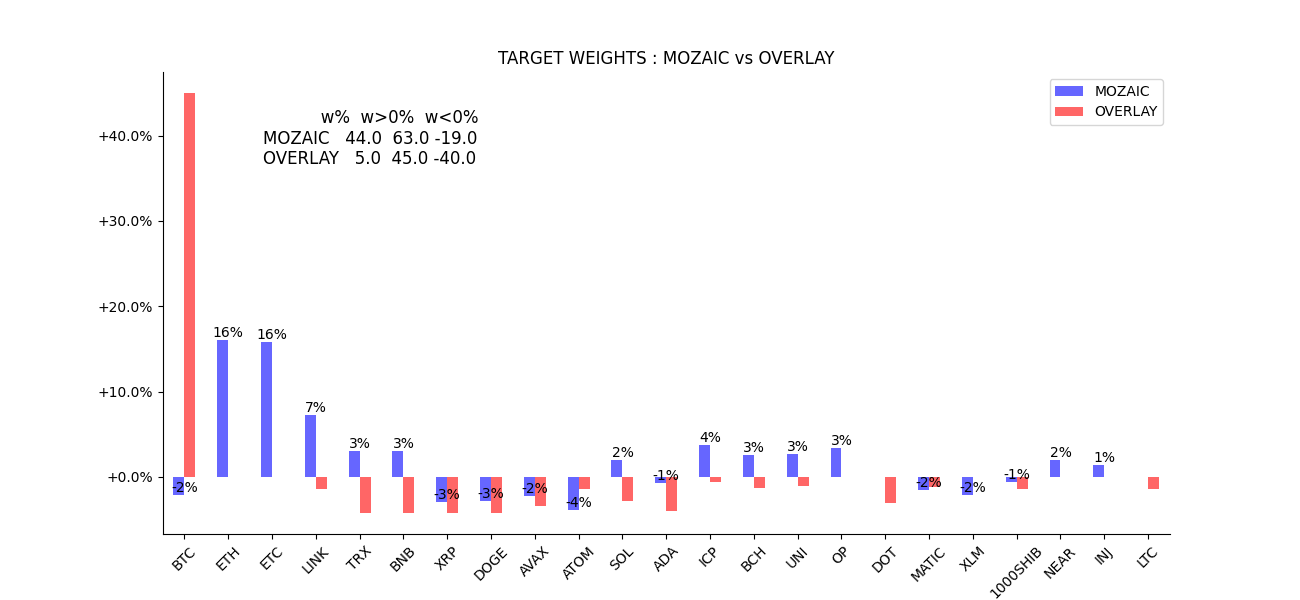 TARGET WEIGHTS : MOZAIC vs OVERLAY
MOZAIC
OVERLAY
w% w>0% w<0%
MOZAIC 44.0 63.0 -19.0
OVERLAY 5.0 45.0 -40.0
+40.0%
+30.0%
+20.0%
+10.0%
+0.0%
-2%
16%
16%
7%
3%
3%
-3%
-3%
-2%
-4%
2%
-1%
4%
3%
3%
3%
-2%
-2%
-1%
2%
1%
BTC
ETH
ETC
LINK
TRX
BNB
XRP
DOGE
AVAX
ATOM
SOL
ADA
ICP
BCH
UNI
OP
DOT
MATIC
XLM
1000SHIB
NEAR
INJ
LTC